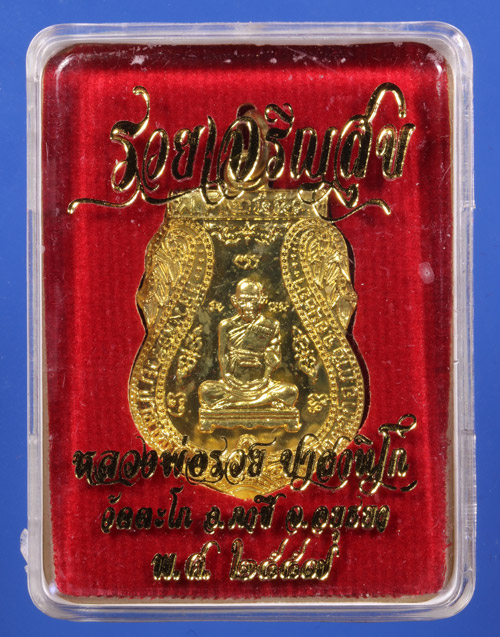 รวยเจริญสุข
หลวงพ่อรวย ปาสาทิโก
วัดตะโก อ.ภาชี จ.อยุธยา
พ.ศ. ๒๕๕๗